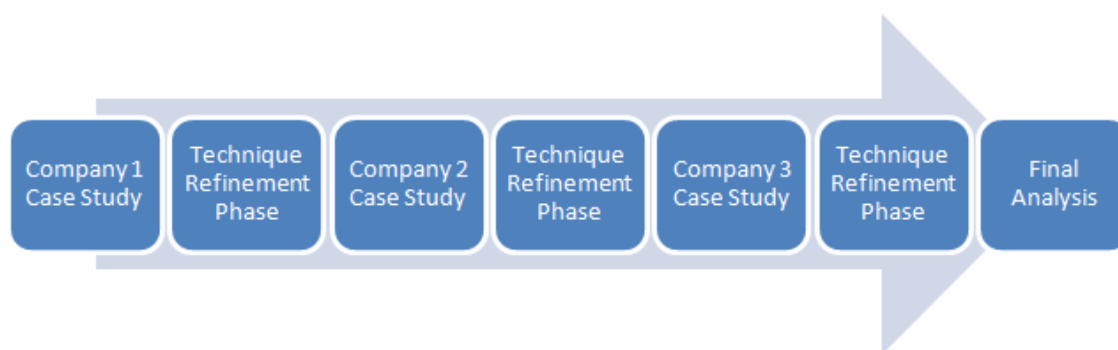 Company 1
Case Study
Technique
Refinement
Phase
Company 2
Case Study
Technique
Refinement
Phase
Company 3
Case Study
Technique
Refinement
Phase
Final
Analysis